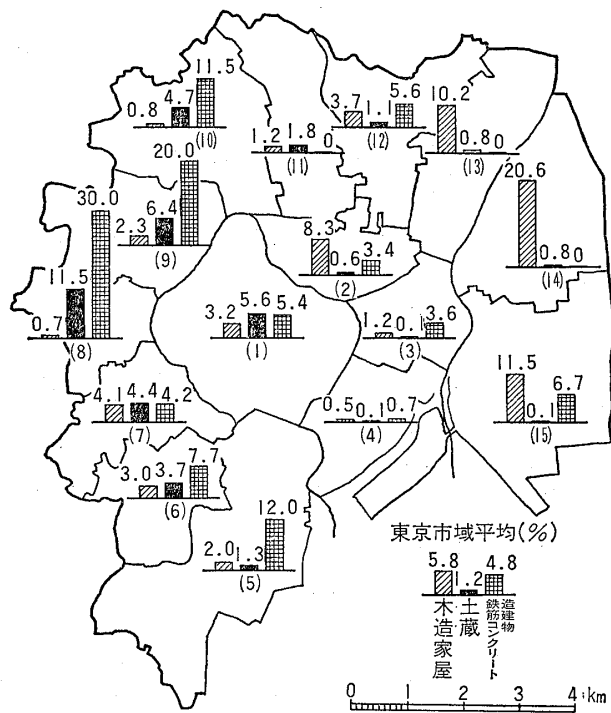 0.8 4.7 11.5
(10)
1.2 1.8 0
(11)
3.7 1.1 5.6
(12)
10.2 0.8 0
(13)
20.6 0.8 0
(14)
2.3 6.4 20.0
(9)
0.7 11.5 30.0
(8)
8.3 0.6 3.4
(2)
3.2 5.6 5.4
(1)
1.2 0.1 3.6
(3)
4.1 4.4 4.2
(7)
0.5 0.1 0.7
(4)
11.5 0.1 6.7
(15)
3.0 3.7 7.7
(6)
2.0 1.3 12.0
(5)
東京市域平均(%)
5.8 1.2 4.8
木造家屋
土蔵
鉄筋コンクリート
造建物
0 1 2 3 4 km